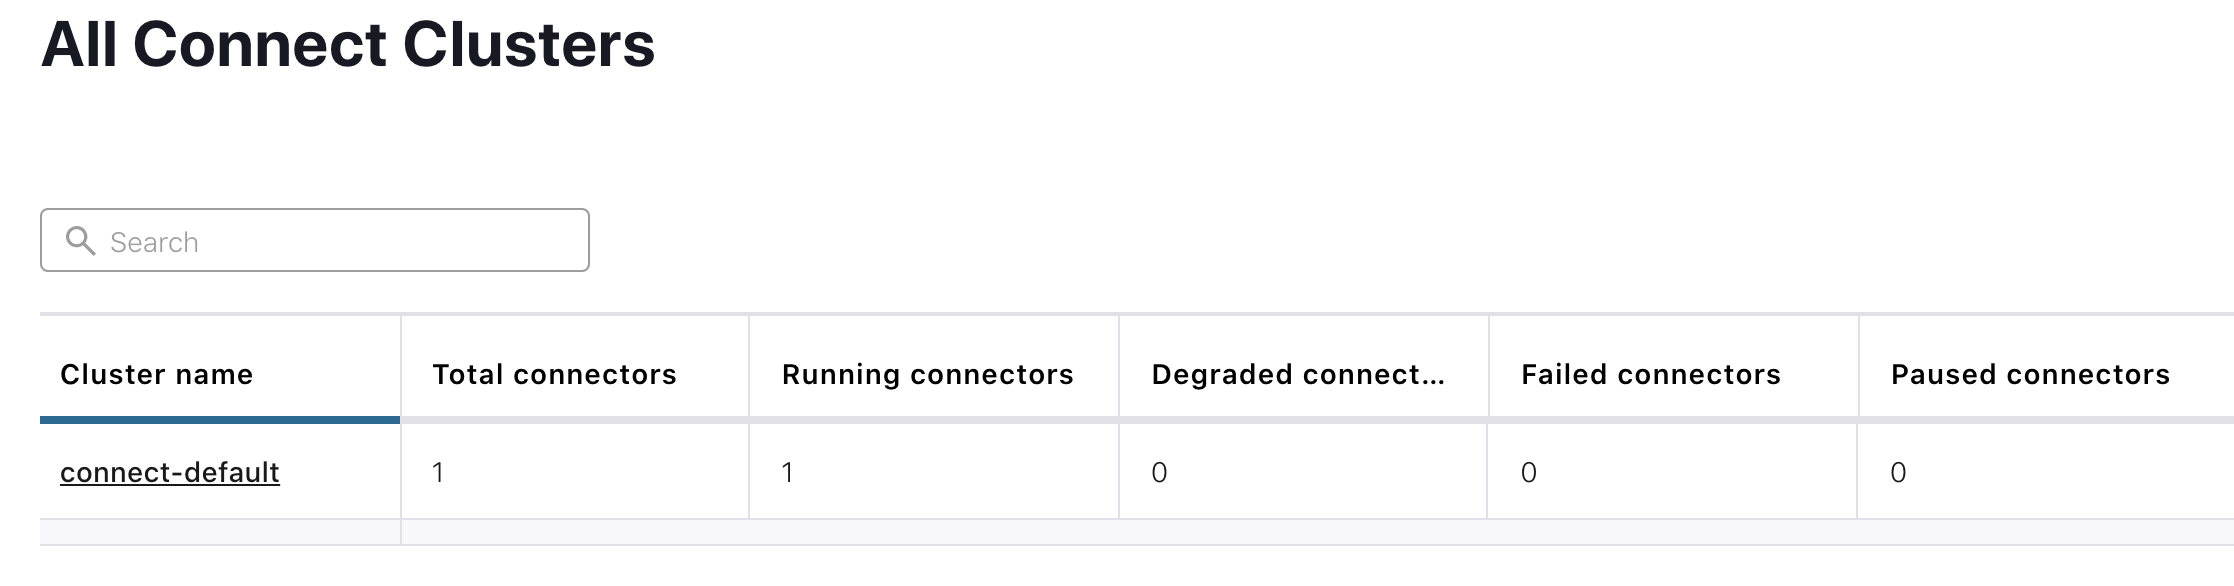 All Connect Clusters
Search
Cluster name Total connectors Running connectors Degraded connect... Failed connectors Paused connectors
connect-default 1 1 0 0 0